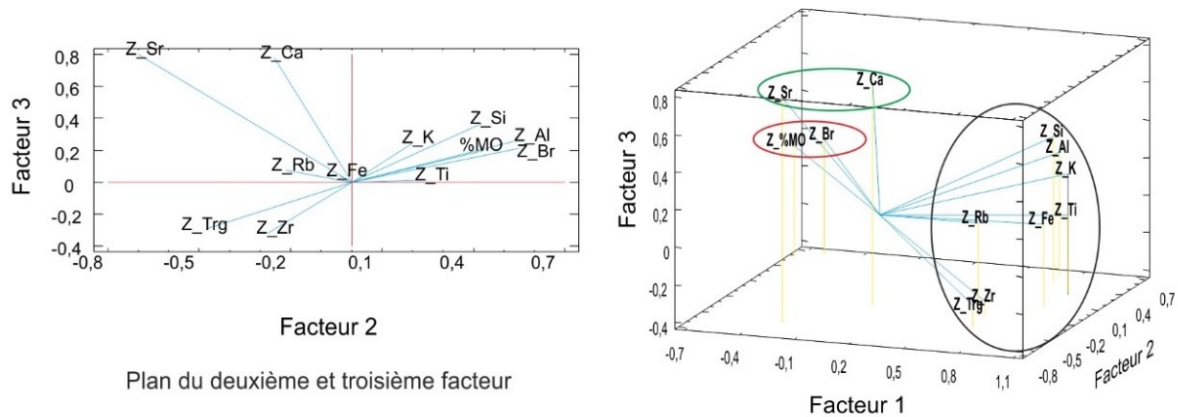 Z_Sr
Z_Ca
Z_Si
Z_Al
Z_K
%MO
Z_Br
Z_Rb
Z_Fe
Z_Ti
Z_Trg
Z_Zr
0,8
0,6
0,4
0,2
0
-0,2
-0,4
Facteur 3
-0,8
-0,5
-0,2
0,1
0,4
0,7
Facteur 2
Plan du deuxième et troisième facteur
Z_Ca
Z_Sr
Z_Br
Z_%MO
Z_Si
Z_Al
Z_K
Z_Rb
Z_Fe
Z_Ti
Z_Zr
Z_Trg
0,8
0,6
0,4
0,2
0
-0,2
-0,4
Facteur 3
-0,7
-0,4
-0,1
0,2
0,5
0,8
1,1
Facteur 1
-0,8
-0,5
-0,2
0,1
0,4
0,7
Facteur 2